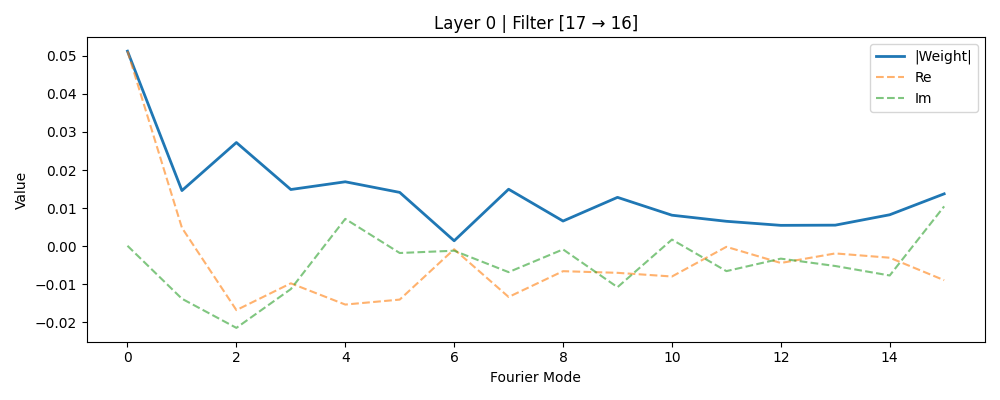 Layer 0 | Filter [17 → 16]
|Weight|
Re
Im
Value
0.05
0.04
0.03
0.02
0.01
0.00
−0.01
−0.02
0 2 4 6 8 10 12 14
Fourier Mode